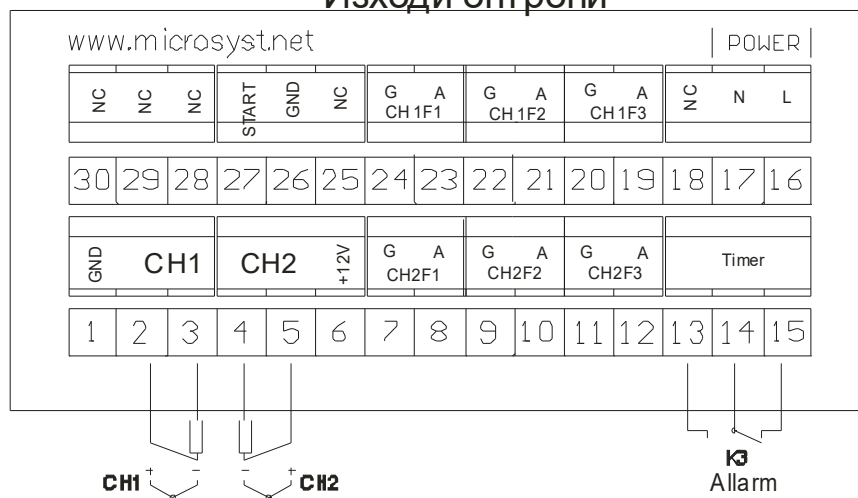 Изходи оптрони
www.microsyst.net POWER
NC NC NC START GND NC G A G A G A NC N L
CH1F1 CH1F2 CH1F3
30 29 28 27 26 25 24 23 22 21 20 19 18 17 16
GND CH1 CH2 +12V G A G A G A Timer
CH2F1 CH2F2 CH2F3
1 2 3 4 5 6 7 8 9 10 11 12 13 14 15
CH1 + - - + CH2 K3
Allarm